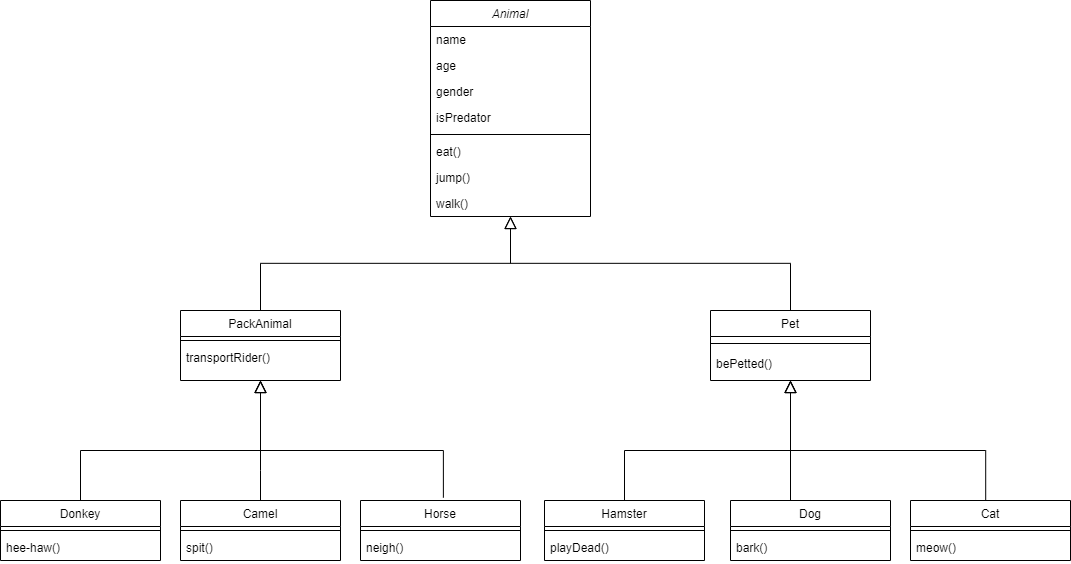 Animal
name
age
gender
isPredator
eat()
jump()
walk()
PackAnimal
transportRider()
Pet
bePetted()
Donkey
hee-haw()
Camel
spit()
Horse
neigh()
Hamster
playDead()
Dog
bark()
Cat
meow()